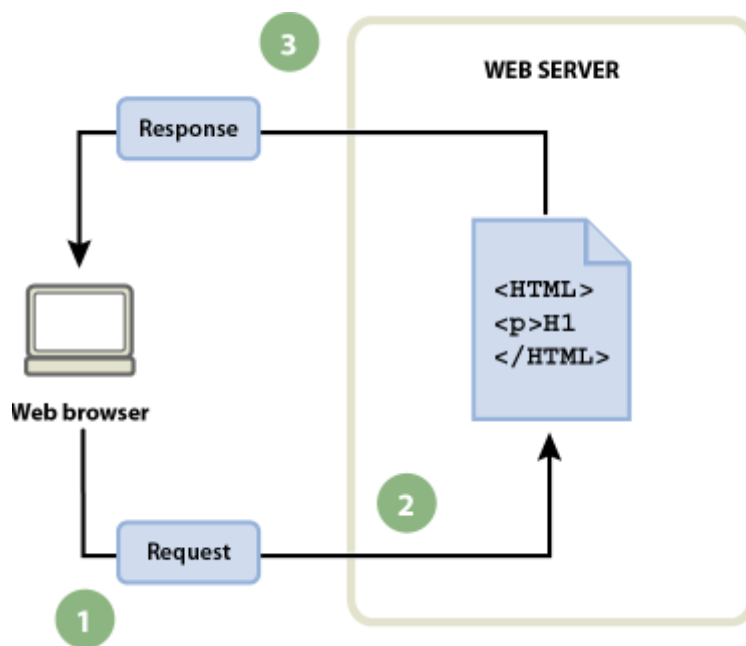 3
WEB SERVER
Response
<HTML>
<p>H1
</HTML>
Web browser
2
Request
1